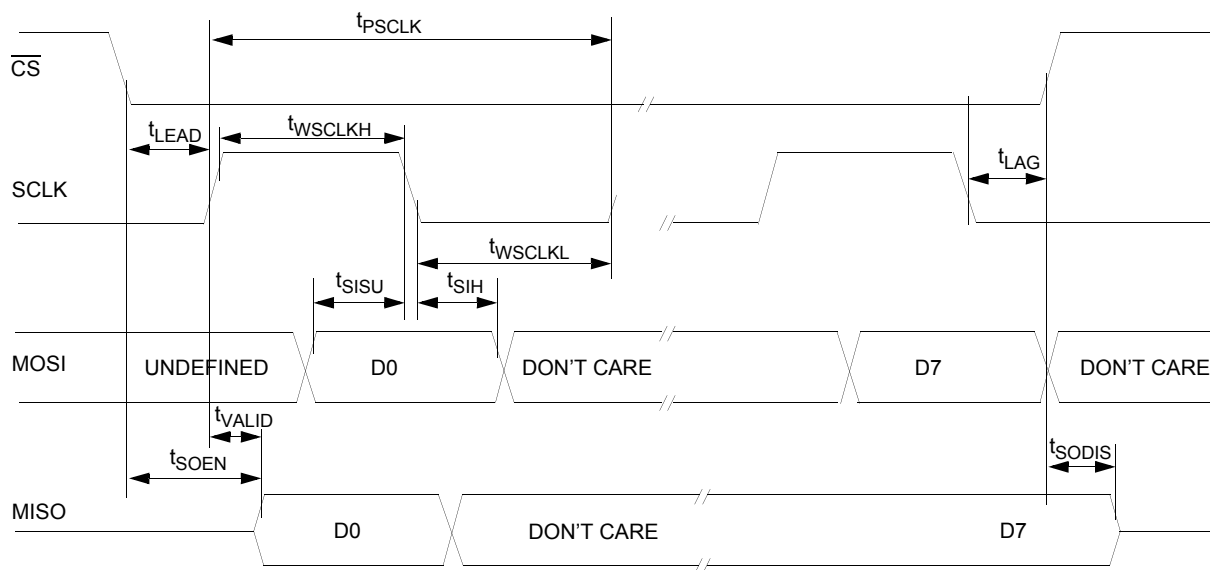 tPSCLK
CS
tLEAD
tWSCLKH
tLAG
SCLK
tWSCLKL
tSISU
tSIH
MOSI
UNDEFINED
D0
DON'T CARE
D7
DON'T CARE
tVALID
tSOEN
tSODIS
MISO
D0
DON'T CARE
D7